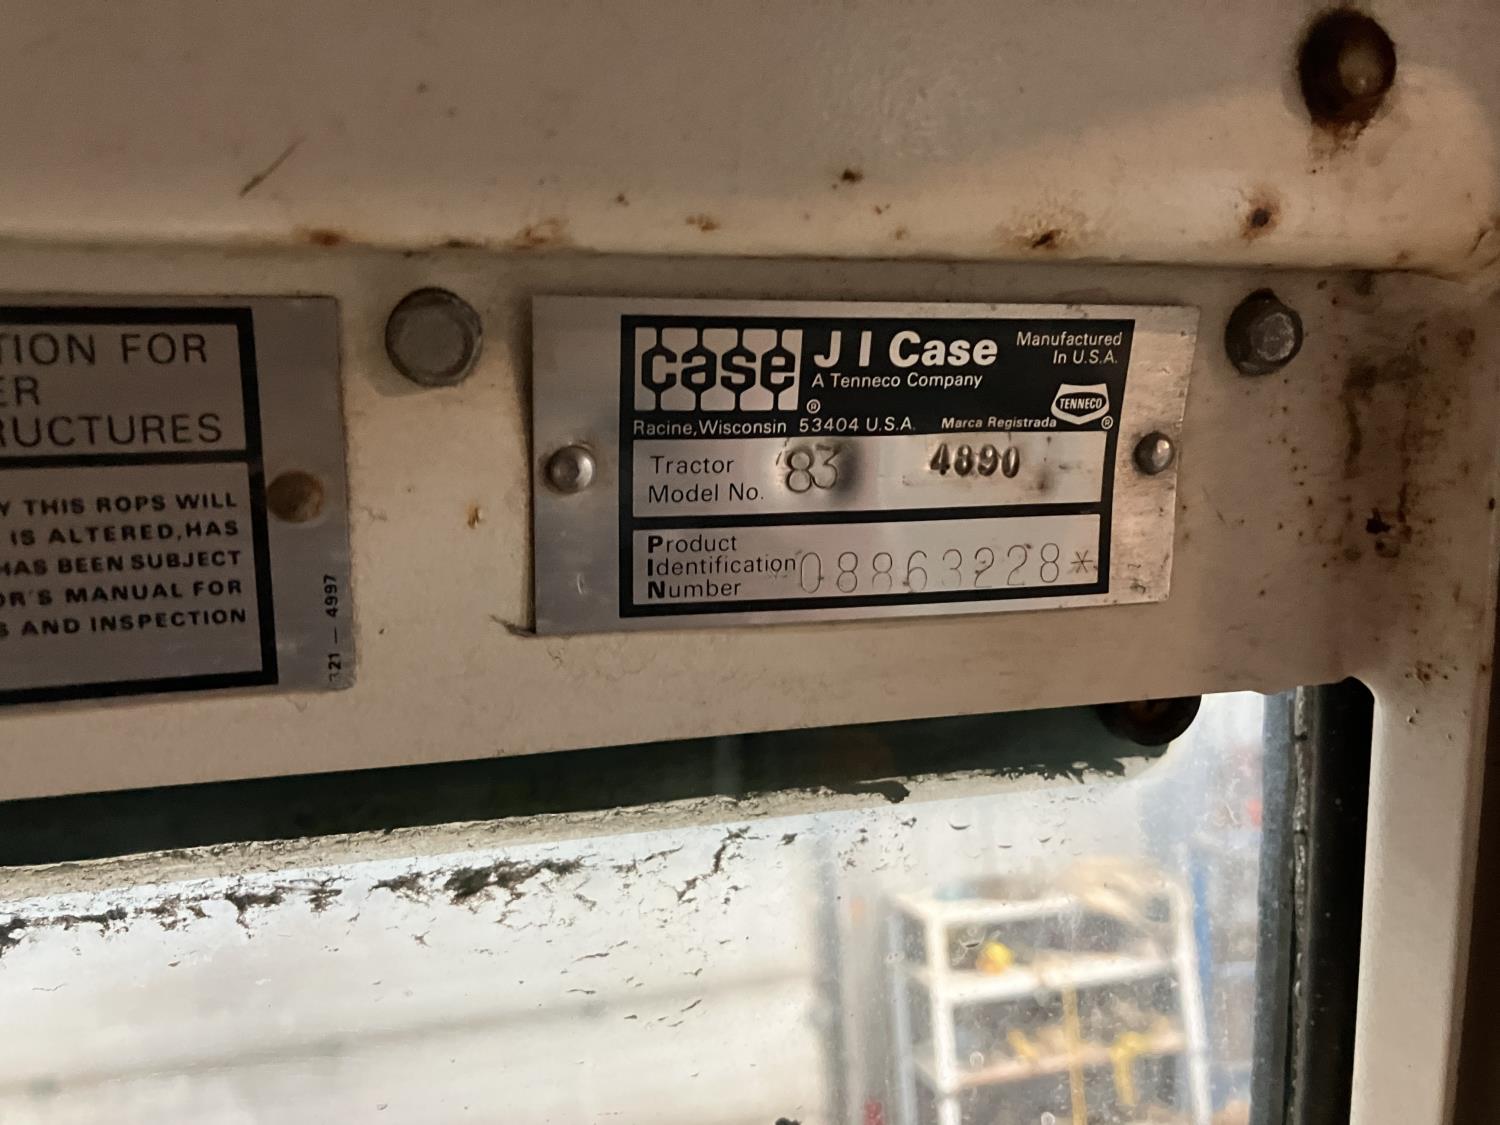 TION FOR
ER
RUCTURES
Y THIS ROPS WILL
IS ALTERED, HAS
HAS BEEN SUBJECT
OR'S MANUAL FOR
S AND INSPECTION
321 — 4997
case J I Case Manufactured
In U.S.A.
A Tenneco Company
® TENNECO
Racine, Wisconsin 53404 U.S.A. Marca Registrada ®
Tractor
Model No. '83 4890
Product
Identification 08863228*
Number